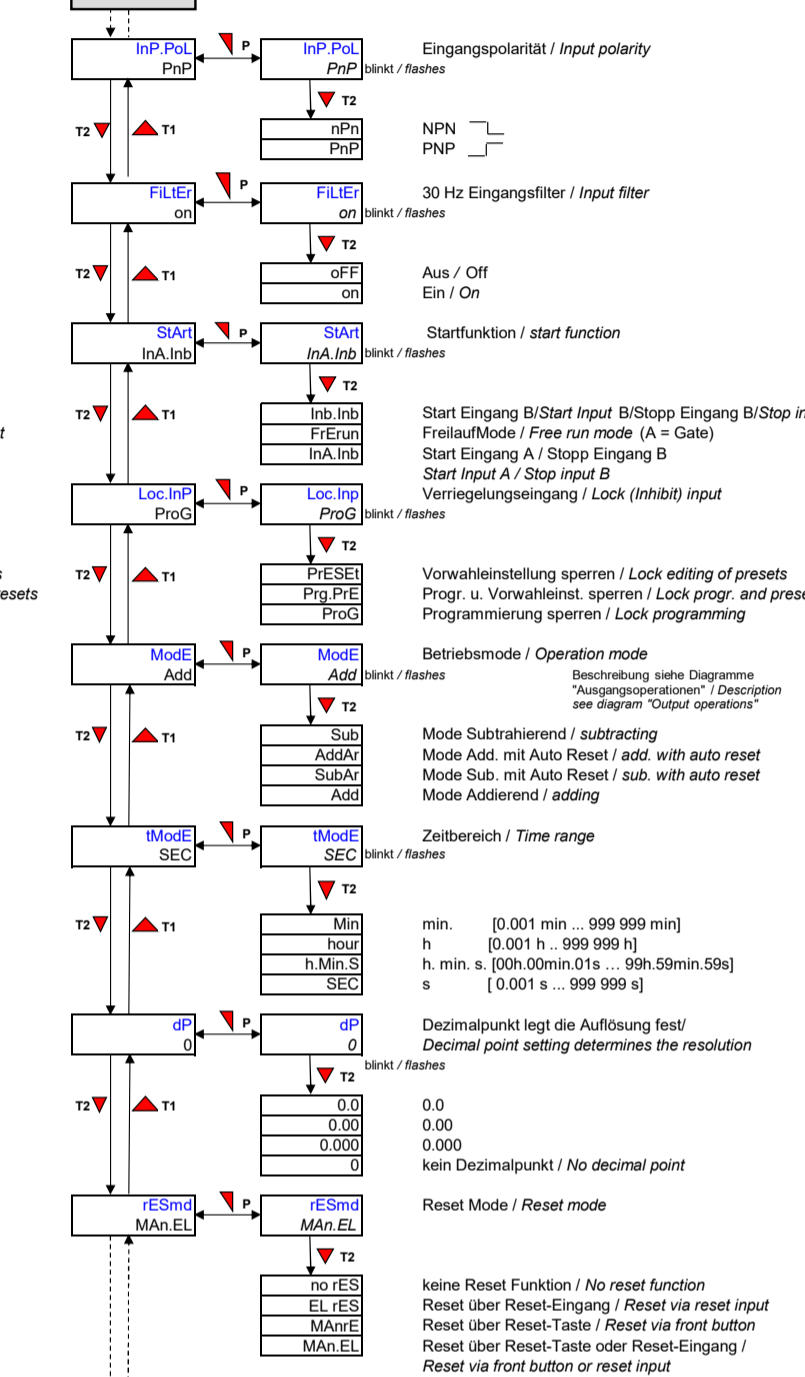 InP.PoL P InP.PoL Eingangspolarität / Input polarity
PnP PnP blinkt / flashes
T2
T2 T1 nPn NPN
PnP PNP
FiLtEr P FiLtEr 30 Hz Eingangsfilter / Input filter
on on blinkt / flashes
T2
T2 T1 oFF Aus / Off
on Ein / On
StArt P StArt Startfunktion / start function
InA.Inb InA.Inb blinkt / flashes
T2
T2 T1 Inb.Inb Start Eingang B/Start Input B/Stopp Eingang B/Stop in
t FrErun FreilaufMode / Free run mode (A = Gate)
InA.Inb Start Eingang A / Stopp Eingang B
Start Input A / Stop input B
Loc.InP P Loc.Inp Verriegelungseingang / Lock (Inhibit) input
ProG ProG blinkt / flashes
T2
s T2 T1 PrESEt Vorwahleinstellung sperren / Lock editing of presets
esets Prg.PrE Progr. u. Vorwahleinst. sperren / Lock progr. and prese
ProG Programmierung sperren / Lock programming
ModE P ModE Betriebsmode / Operation mode
Add Add blinkt / flashes Beschreibung siehe Diagramme
"Ausgangsoperationen" / Description
see diagram "Output operations"
T2
T2 T1 Sub Mode Subtrahierend / subtracting
AddAr Mode Add. mit Auto Reset / add. with auto reset
SubAr Mode Sub. mit Auto Reset / sub. with auto reset
Add Mode Addierend / adding
tModE P tModE Zeitbereich / Time range
SEC SEC blinkt / flashes
T2
T2 T1 Min min. [0.001 min ... 999 999 min]
hour h [0.001 h .. 999 999 h]
h.Min.S h. min. s. [00h.00min.01s … 99h.59min.59s]
SEC s [ 0.001 s ... 999 999 s]
dP P dP Dezimalpunkt legt die Auflösung fest/
0 0 Decimal point setting determines the resolution
blinkt / flashes
T2
T2 T1 0.0 0.0
0.00 0.00
0.000 0.000
0 kein Dezimalpunkt / No decimal point
rESmd P rESmd Reset Mode / Reset mode
MAn.EL MAn.EL
T2
no rES keine Reset Funktion / No reset function
EL rES Reset über Reset-Eingang / Reset via reset input
MAnrE Reset über Reset-Taste / Reset via front button
MAn.EL Reset über Reset-Taste oder Reset-Eingang /
Reset via front button or reset input